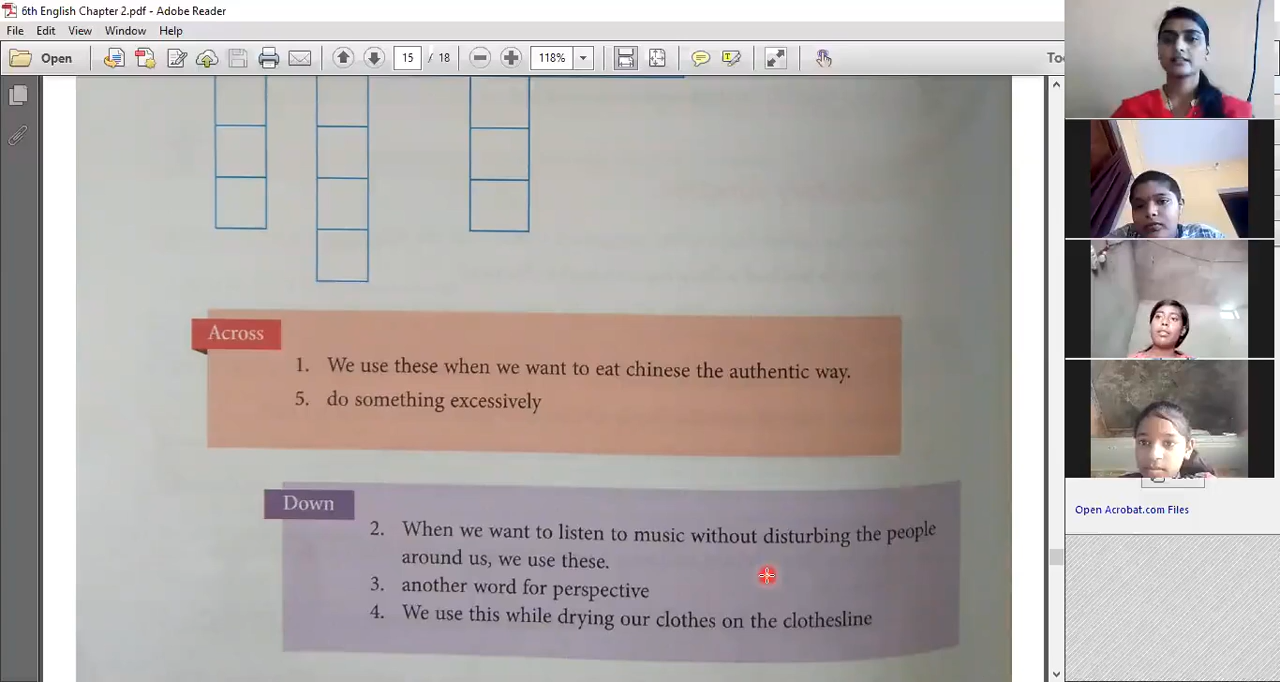 6th English Chapter 2.pdf - Adobe Reader
File Edit View Window Help
Open 15 / 18 118% To
Across
1. We use these when we want to eat chinese the authentic way.
5. do something excessively
Down
2. When we want to listen to music without disturbing the people
around us, we use these.
3. another word for perspective
4. We use this while drying our clothes on the clothesline
Open Acrobat.com Files